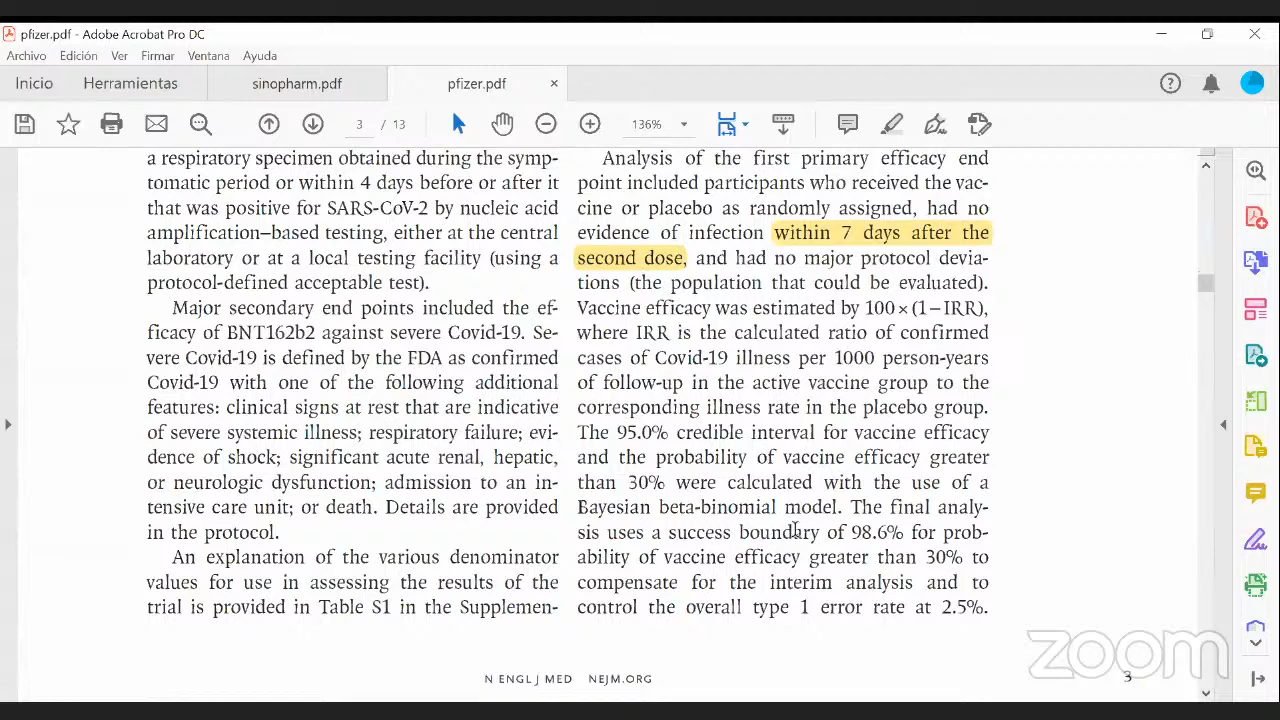 pfizer.pdf - Adobe Acrobat Pro DC
Archivo Edición Ver Firmar Ventana Ayuda
Inicio Herramientas sinopharm.pdf pfizer.pdf ×
3 / 13 136%
a respiratory specimen obtained during the symp-
tomatic period or within 4 days before or after it
that was positive for SARS-CoV-2 by nucleic acid
amplification–based testing, either at the central
laboratory or at a local testing facility (using a
protocol-defined acceptable test).
Major secondary end points included the ef-
ficacy of BNT162b2 against severe Covid-19. Se-
vere Covid-19 is defined by the FDA as confirmed
Covid-19 with one of the following additional
features: clinical signs at rest that are indicative
of severe systemic illness; respiratory failure; evi-
dence of shock; significant acute renal, hepatic,
or neurologic dysfunction; admission to an in-
tensive care unit; or death. Details are provided
in the protocol.
An explanation of the various denominator
values for use in assessing the results of the
trial is provided in Table S1 in the Supplemen-
Analysis of the first primary efficacy end
point included participants who received the vac-
cine or placebo as randomly assigned, had no
evidence of infection within 7 days after the
second dose, and had no major protocol devia-
tions (the population that could be evaluated).
Vaccine efficacy was estimated by 100 × (1 – IRR),
where IRR is the calculated ratio of confirmed
cases of Covid-19 illness per 1000 person-years
of follow-up in the active vaccine group to the
corresponding illness rate in the placebo group.
The 95.0% credible interval for vaccine efficacy
and the probability of vaccine efficacy greater
than 30% were calculated with the use of a
Bayesian beta-binomial model. The final analy-
sis uses a success boundary of 98.6% for prob-
ability of vaccine efficacy greater than 30% to
compensate for the interim analysis and to
control the overall type 1 error rate at 2.5%.
N ENGL J MED NEJM.ORG 3
zoom